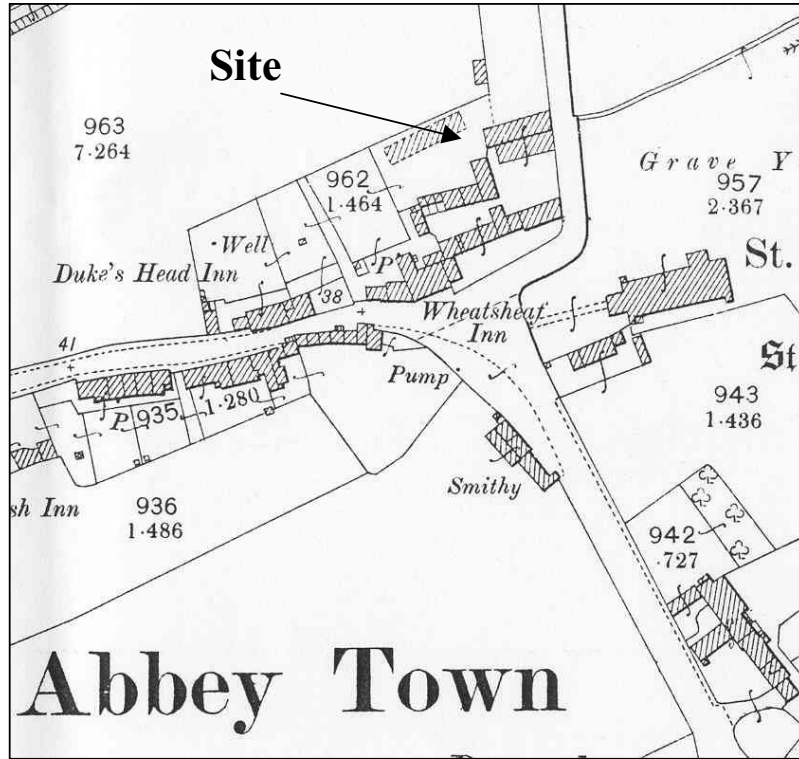 Site
963
7·264
Grave Y
957
2·367
962
1·464
Well
Duke's Head Inn
P
38
St.
Wheatsheaf
Inn
41
St
Pump
943
1·436
P.
935
1·280
Smithy
sh Inn
936
1·486
942
·727
Abbey Town